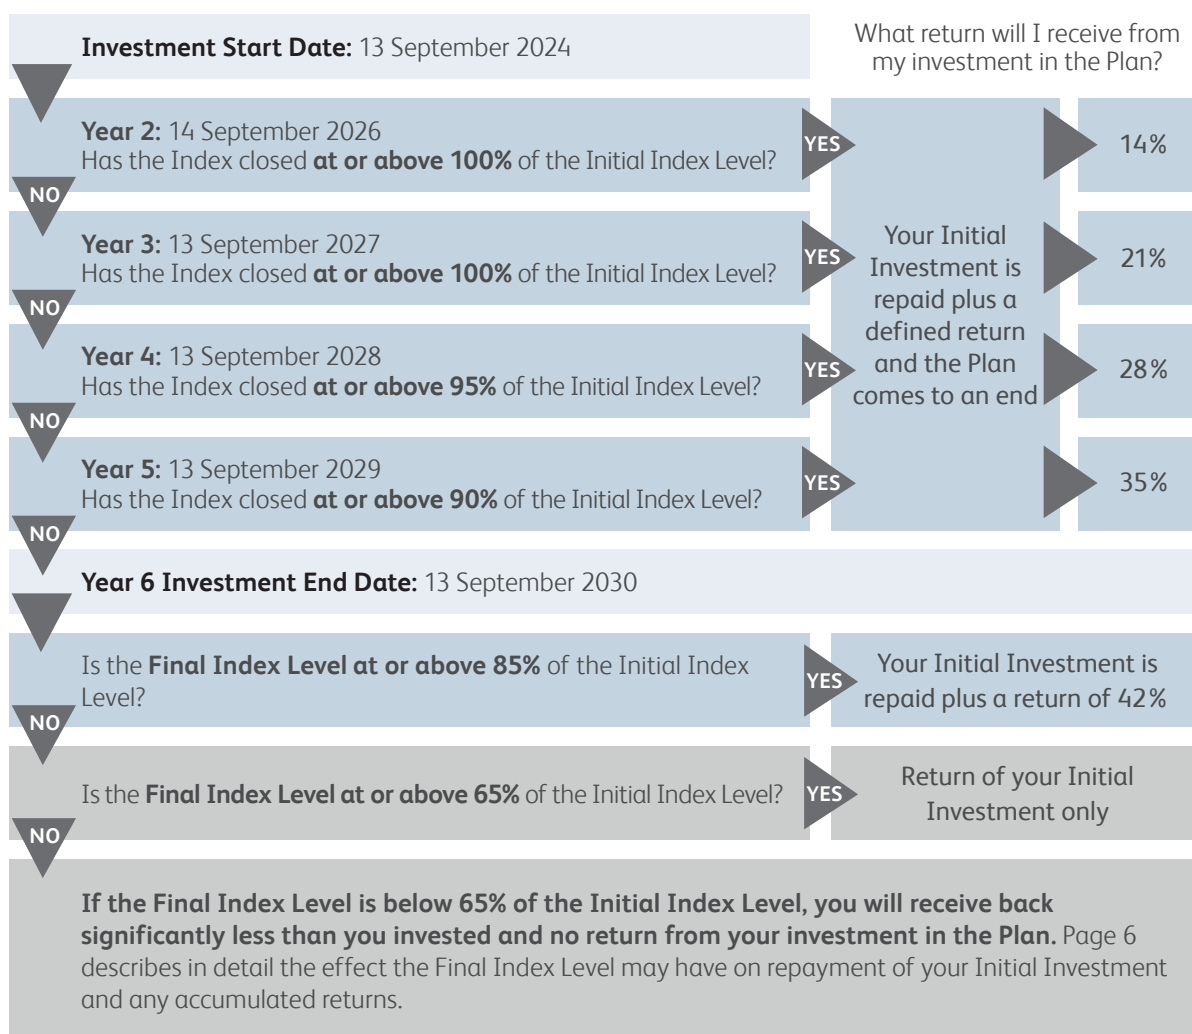 Investment Start Date: 13 September 2024
What return will I receive from
my investment in the Plan?
Year 2: 14 September 2026
Has the Index closed at or above 100% of the Initial Index Level?
YES
14%
NO
Year 3: 13 September 2027
Has the Index closed at or above 100% of the Initial Index Level?
YES
Your Initial
Investment is
repaid plus a
defined return
and the Plan
comes to an end
21%
NO
Year 4: 13 September 2028
Has the Index closed at or above 95% of the Initial Index Level?
YES
28%
NO
Year 5: 13 September 2029
Has the Index closed at or above 90% of the Initial Index Level?
YES
35%
NO
Year 6 Investment End Date: 13 September 2030
Is the Final Index Level at or above 85% of the Initial Index
Level?
YES
Your Initial Investment is
repaid plus a return of 42%
NO
Is the Final Index Level at or above 65% of the Initial Index Level?
YES
Return of your Initial
Investment only
NO
If the Final Index Level is below 65% of the Initial Index Level, you will receive back
significantly less than you invested and no return from your investment in the Plan. Page 6
describes in detail the effect the Final Index Level may have on repayment of your Initial Investment
and any accumulated returns.